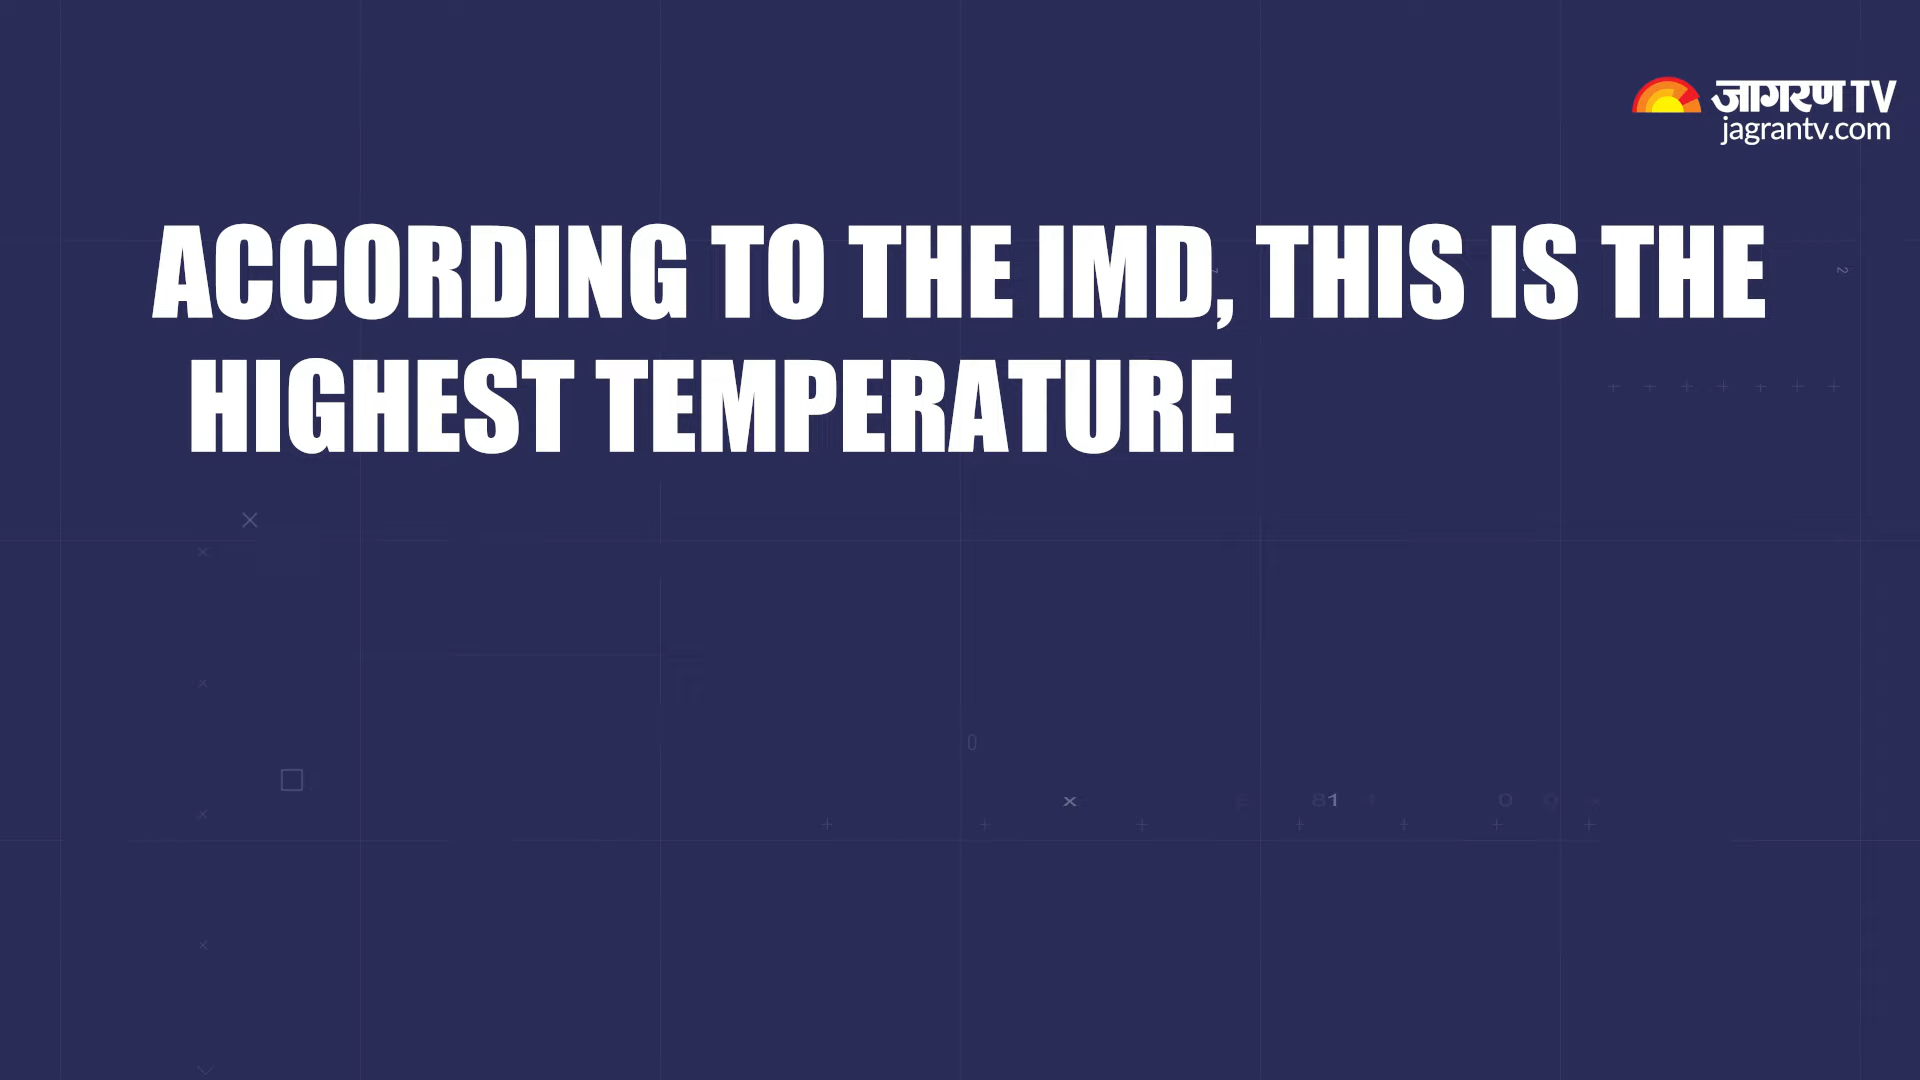 जागरण TV
jagrantv.com
ACCORDING TO THE IMD, THIS IS THE
HIGHEST TEMPERATURE